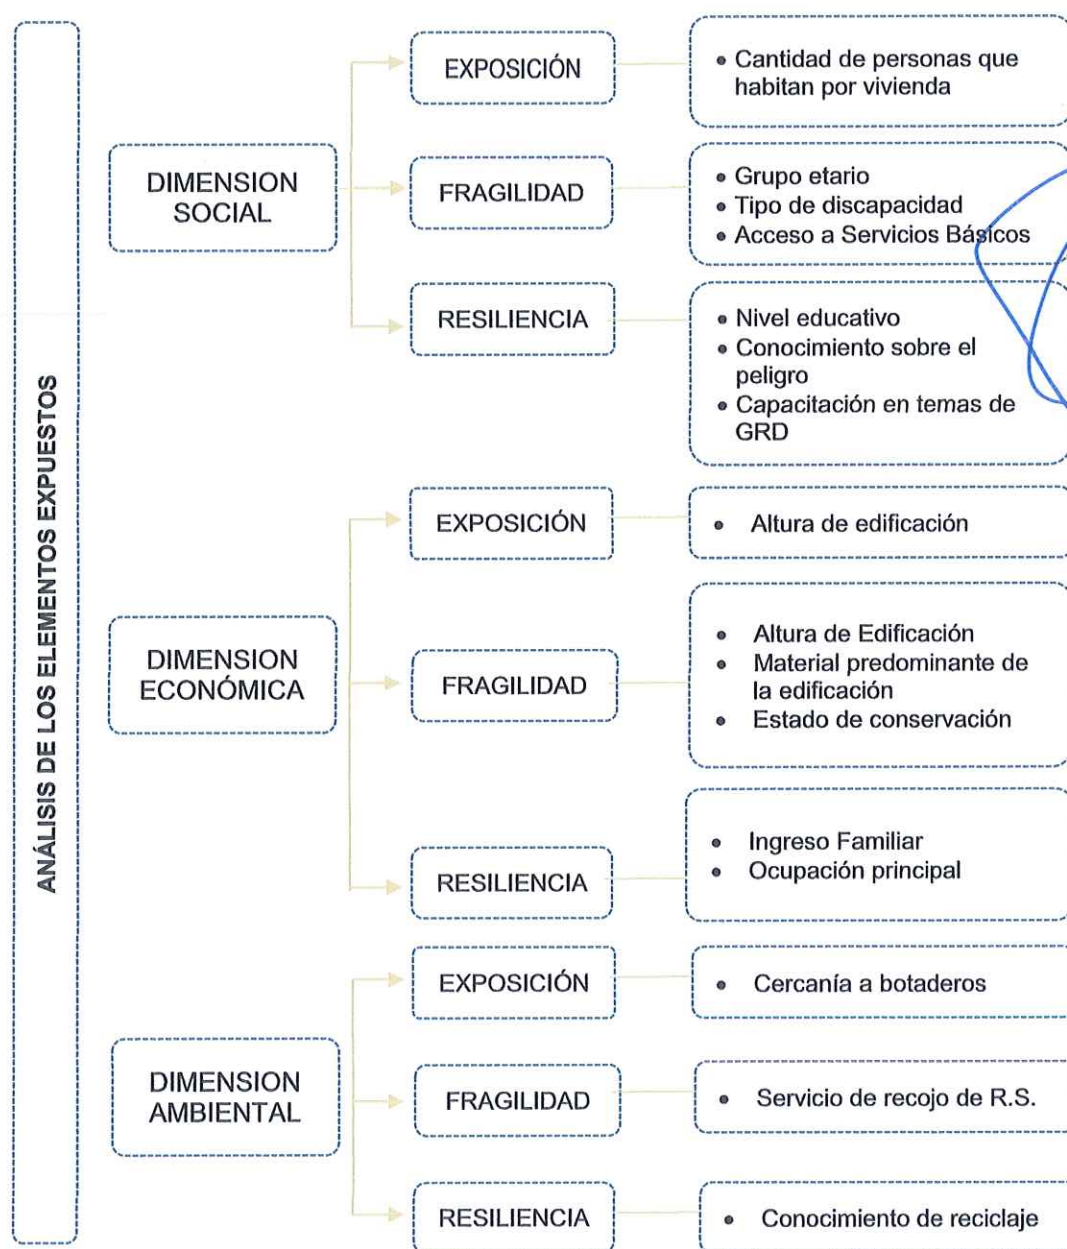 ANÁLISIS DE LOS ELEMENTOS EXPUESTOS
DIMENSION
SOCIAL
EXPOSICIÓN
• Cantidad de personas que
habitan por vivienda
FRAGILIDAD
• Grupo etario
• Tipo de discapacidad
• Acceso a Servicios Básicos
RESILIENCIA
• Nivel educativo
• Conocimiento sobre el
peligro
• Capacitación en temas de
GRD
DIMENSION
ECONÓMICA
EXPOSICIÓN
• Altura de edificación
FRAGILIDAD
• Altura de Edificación
• Material predominante de
la edificación
• Estado de conservación
RESILIENCIA
• Ingreso Familiar
• Ocupación principal
DIMENSION
AMBIENTAL
EXPOSICIÓN
• Cercanía a botaderos
FRAGILIDAD
• Servicio de recojo de R.S.
RESILIENCIA
• Conocimiento de reciclaje